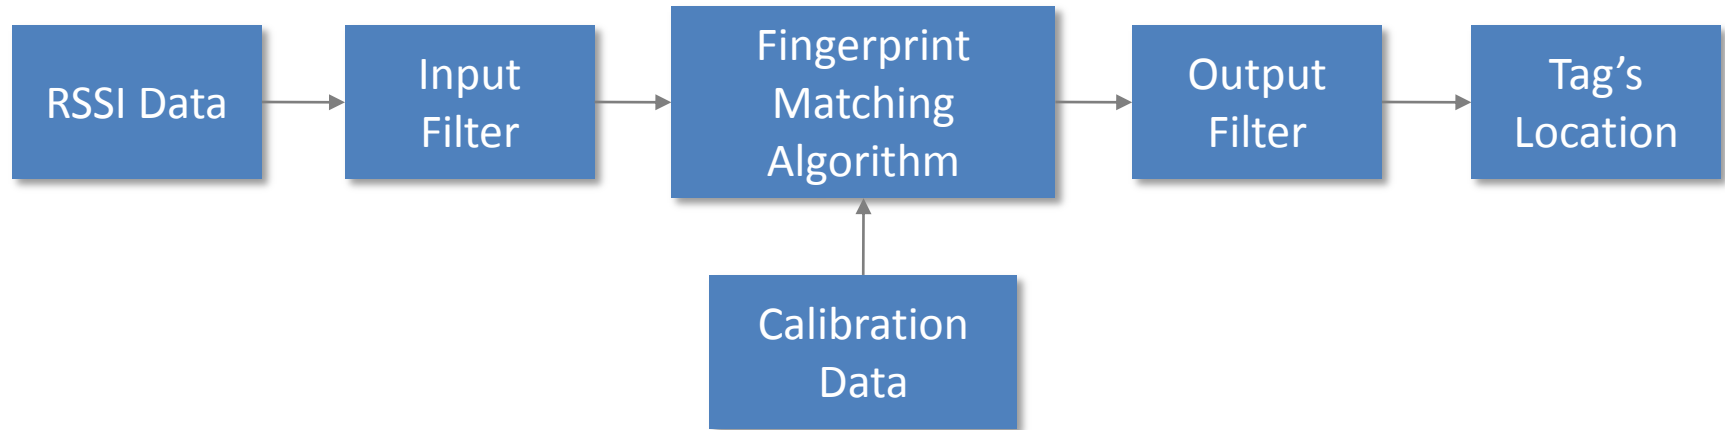 RSSI Data
Input
Filter
Fingerprint
Matching
Algorithm
Output
Filter
Tag’s
Location
Calibration
Data